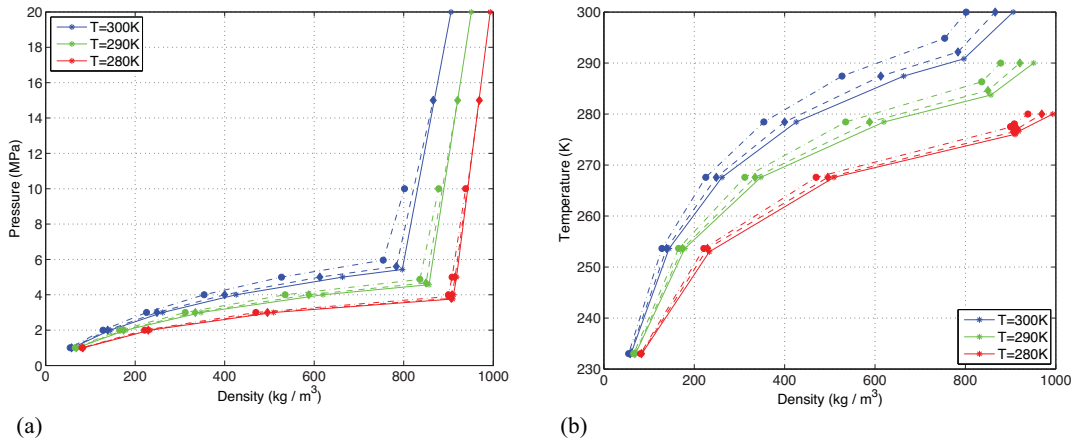 20
18
16
14
12
10
8
6
4
2
0
Pressure (MPa)
0 200 400 600 800 1000
Density (kg / m³)
T=300K
T=290K
T=280K
(a)
300
290
280
270
260
250
240
230
Temperature (K)
0 200 400 600 800 1000
Density (kg / m³)
T=300K
T=290K
T=280K
(b)